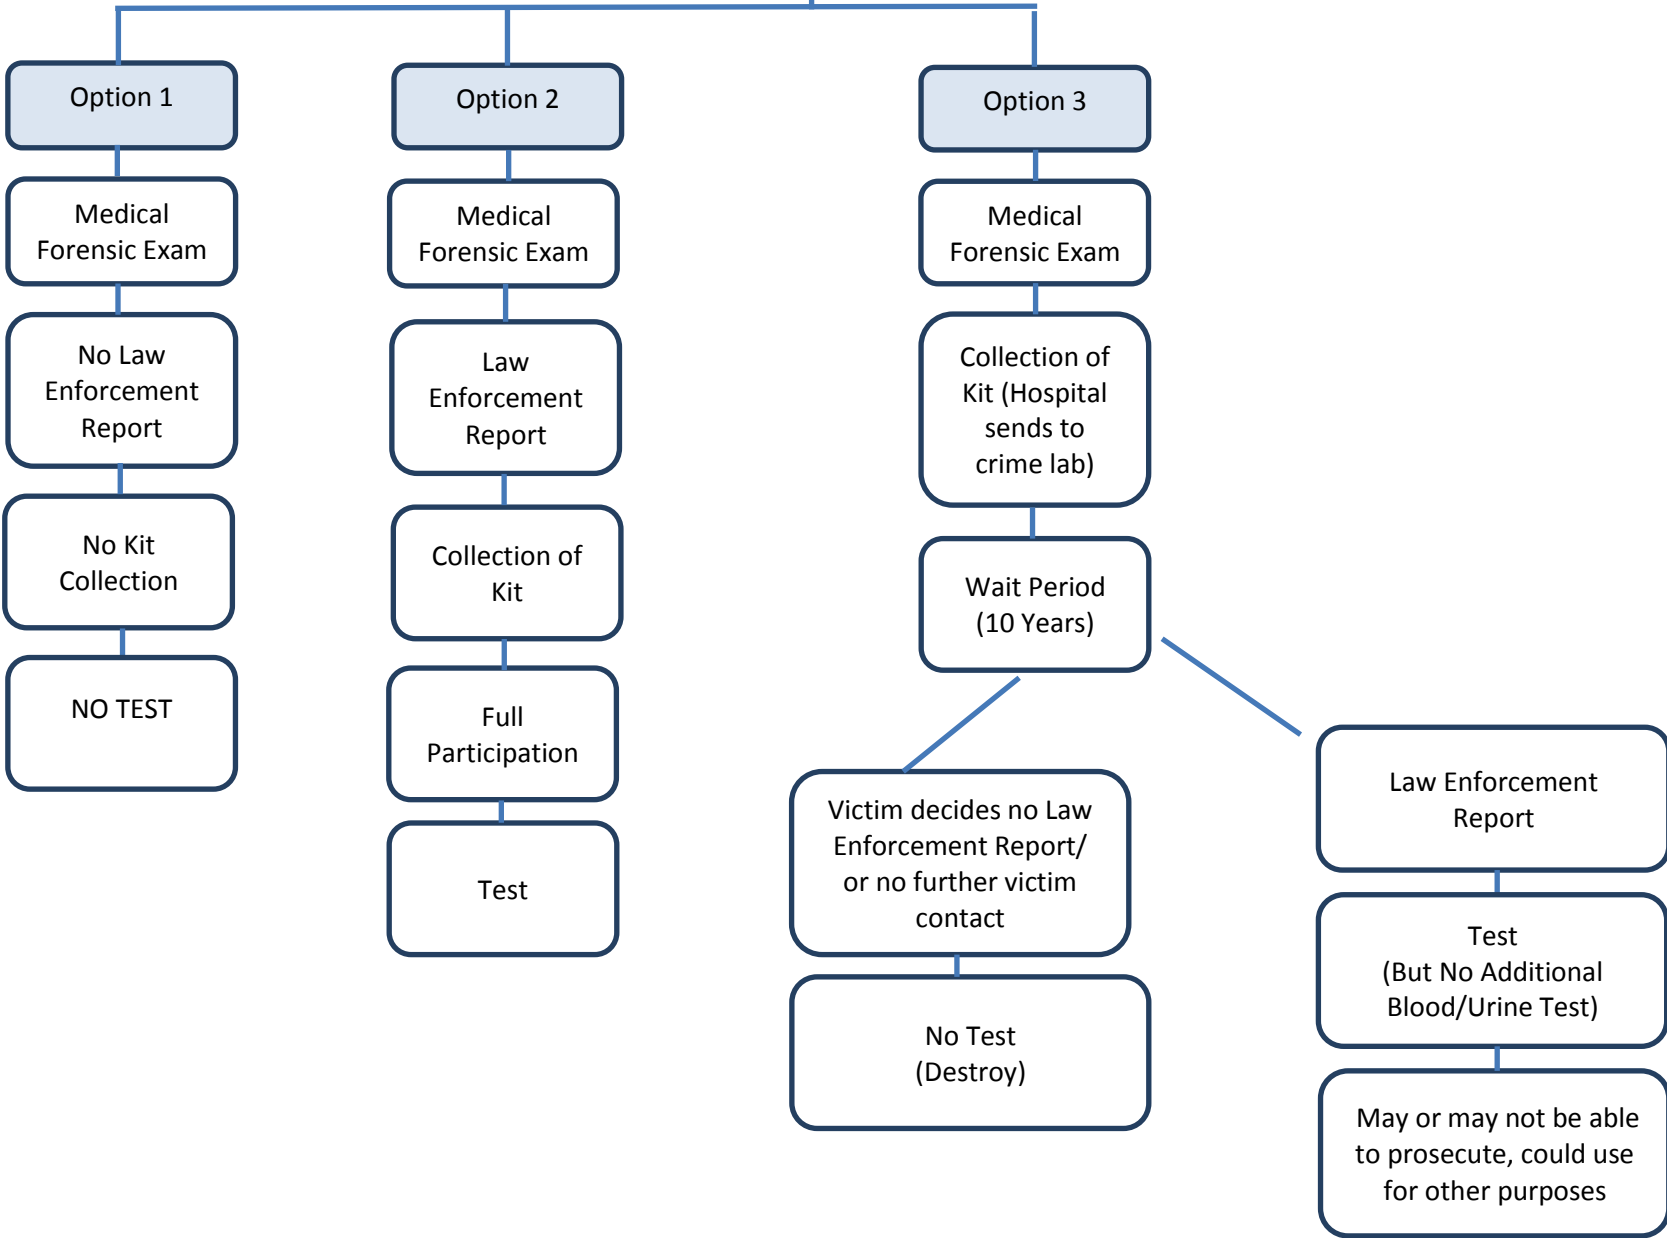 Option 1
Medical
Forensic Exam
No Law
Enforcement
Report
No Kit
Collection
NO TEST
Option 2
Medical
Forensic Exam
Law
Enforcement
Report
Collection of
Kit
Full
Participation
Test
Option 3
Medical
Forensic Exam
Collection of
Kit (Hospital
sends to
crime lab)
Wait Period
(10 Years)
Victim decides no Law
Enforcement Report/
or no further victim
contact
No Test
(Destroy)
Law Enforcement
Report
Test
(But No Additional
Blood/Urine Test)
May or may not be able
to prosecute, could use
for other purposes